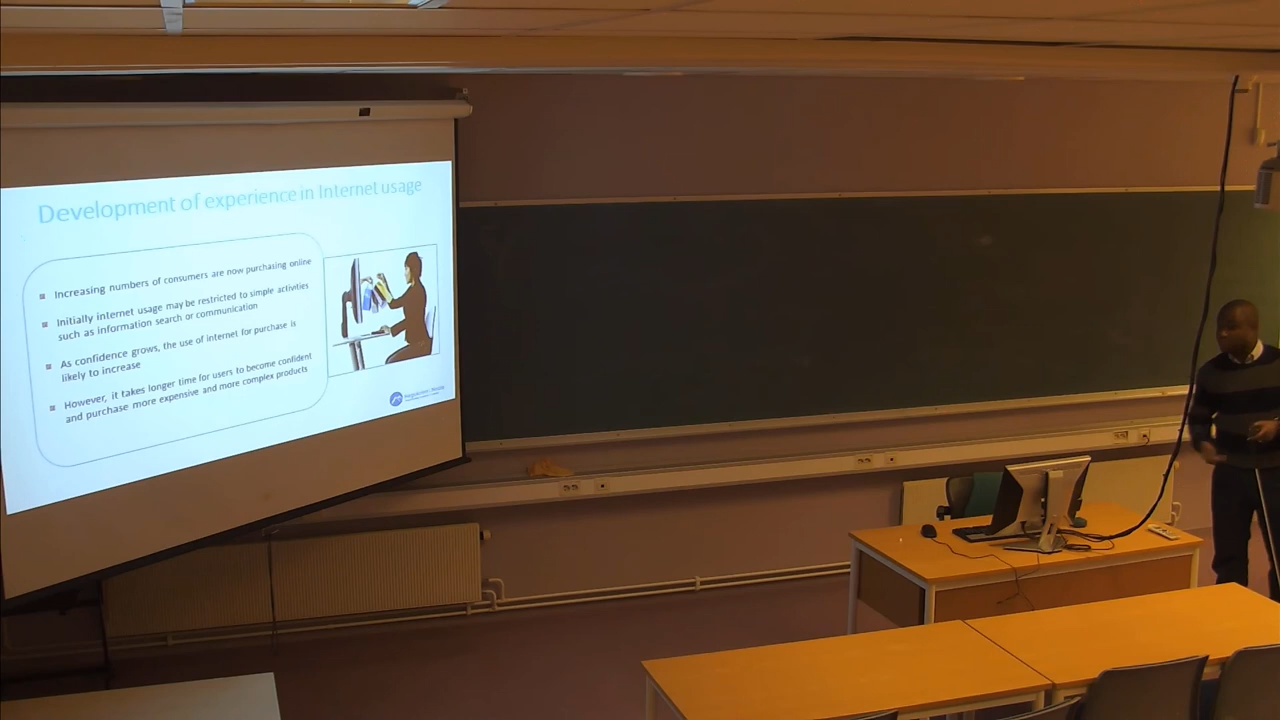 Development of experience in Internet usage
Increasing numbers of consumers are now purchasing online
Initially internet usage may be restricted to simple activities
such as information search or communication
As confidence grows, the use of internet for purchase is
likely to increase
However, it takes longer time for users to become confident
and purchase more expensive and more complex products